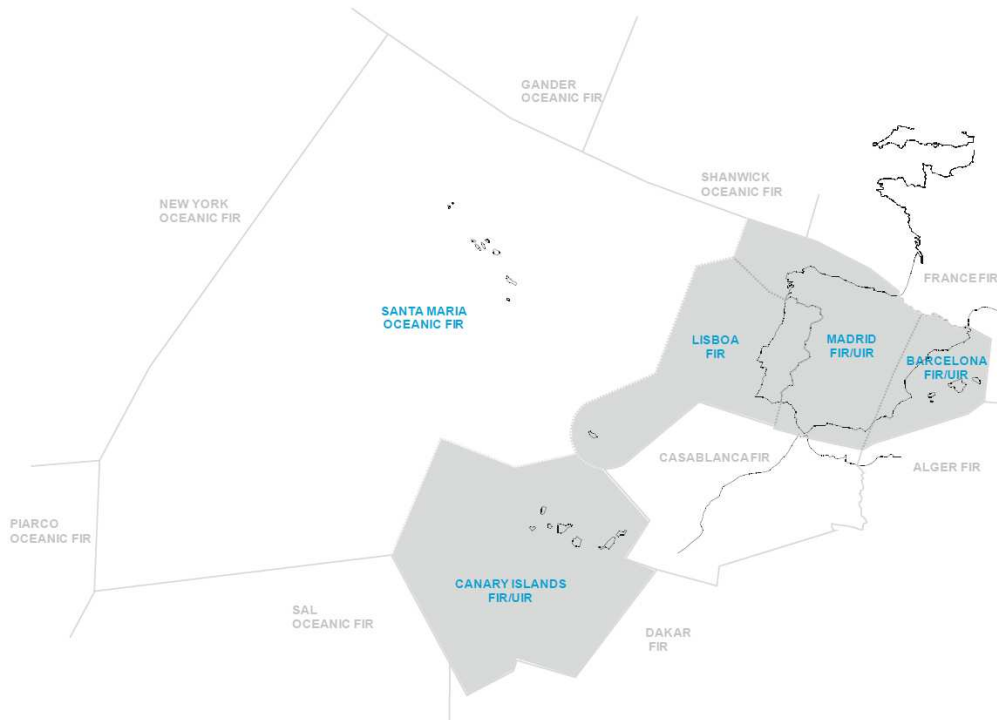 GANDER
OCEANIC FIR
SHANWICK
OCEANIC FIR
NEW YORK
OCEANIC FIR
FRANCE FIR
SANTA MARIA
OCEANIC FIR
LISBOA
FIR
MADRID
FIR/UIR
BARCELONA
FIR/UIR
CASABLANCA FIR
ALGER FIR
PIARCO
OCEANIC FIR
CANARY ISLANDS
FIR/UIR
SAL
OCEANIC FIR
DAKAR
FIR